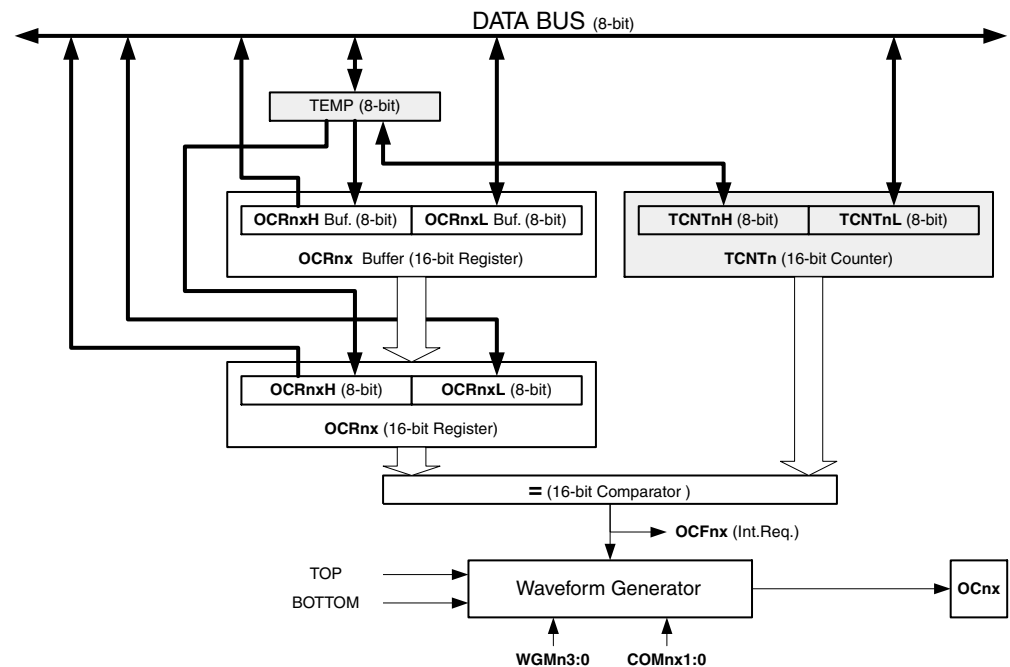 DATA BUS (8-bit)
TEMP (8-bit)
OCRnxH Buf. (8-bit) OCRnxL Buf. (8-bit)
OCRnx Buffer (16-bit Register)
TCNTnH (8-bit) TCNTnL (8-bit)
TCNTn (16-bit Counter)
OCRnxH (8-bit) OCRnxL (8-bit)
OCRnx (16-bit Register)
= (16-bit Comparator )
OCFnx (Int.Req.)
TOP
BOTTOM
Waveform Generator
OCnx
WGMn3:0 COMnx1:0